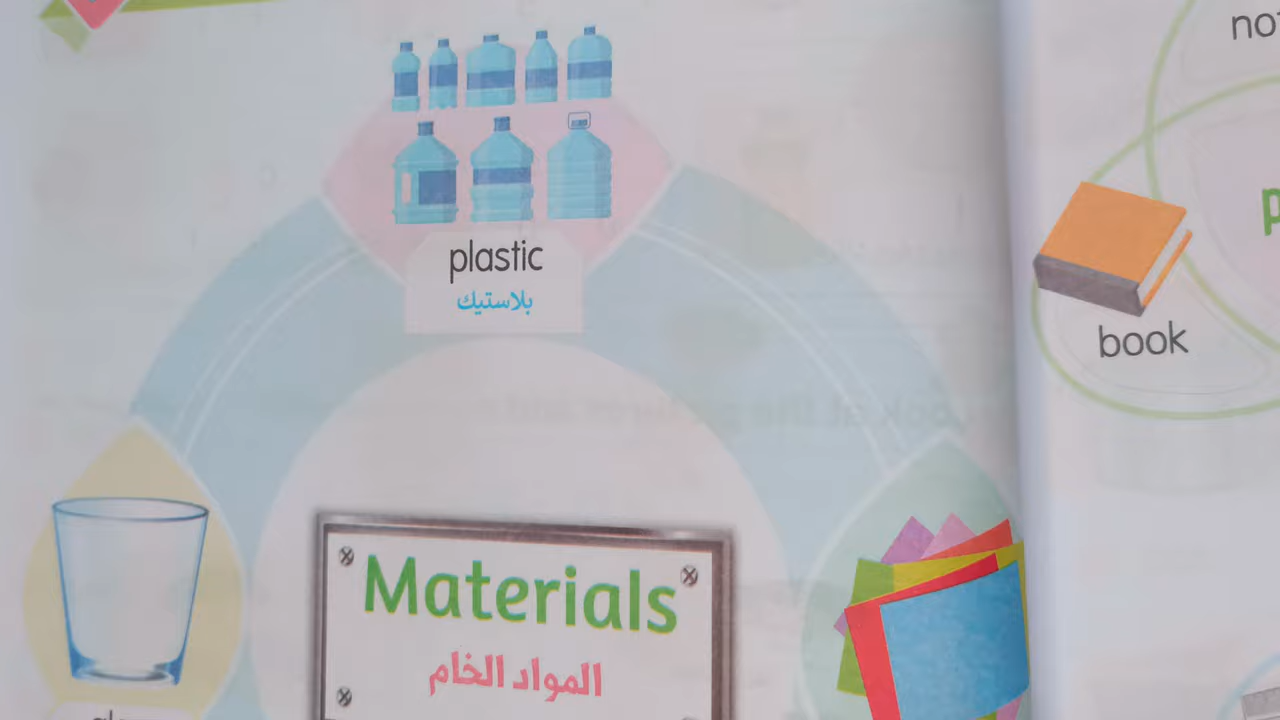 plastic
بلاستيك
Materials
المواد الخام
book